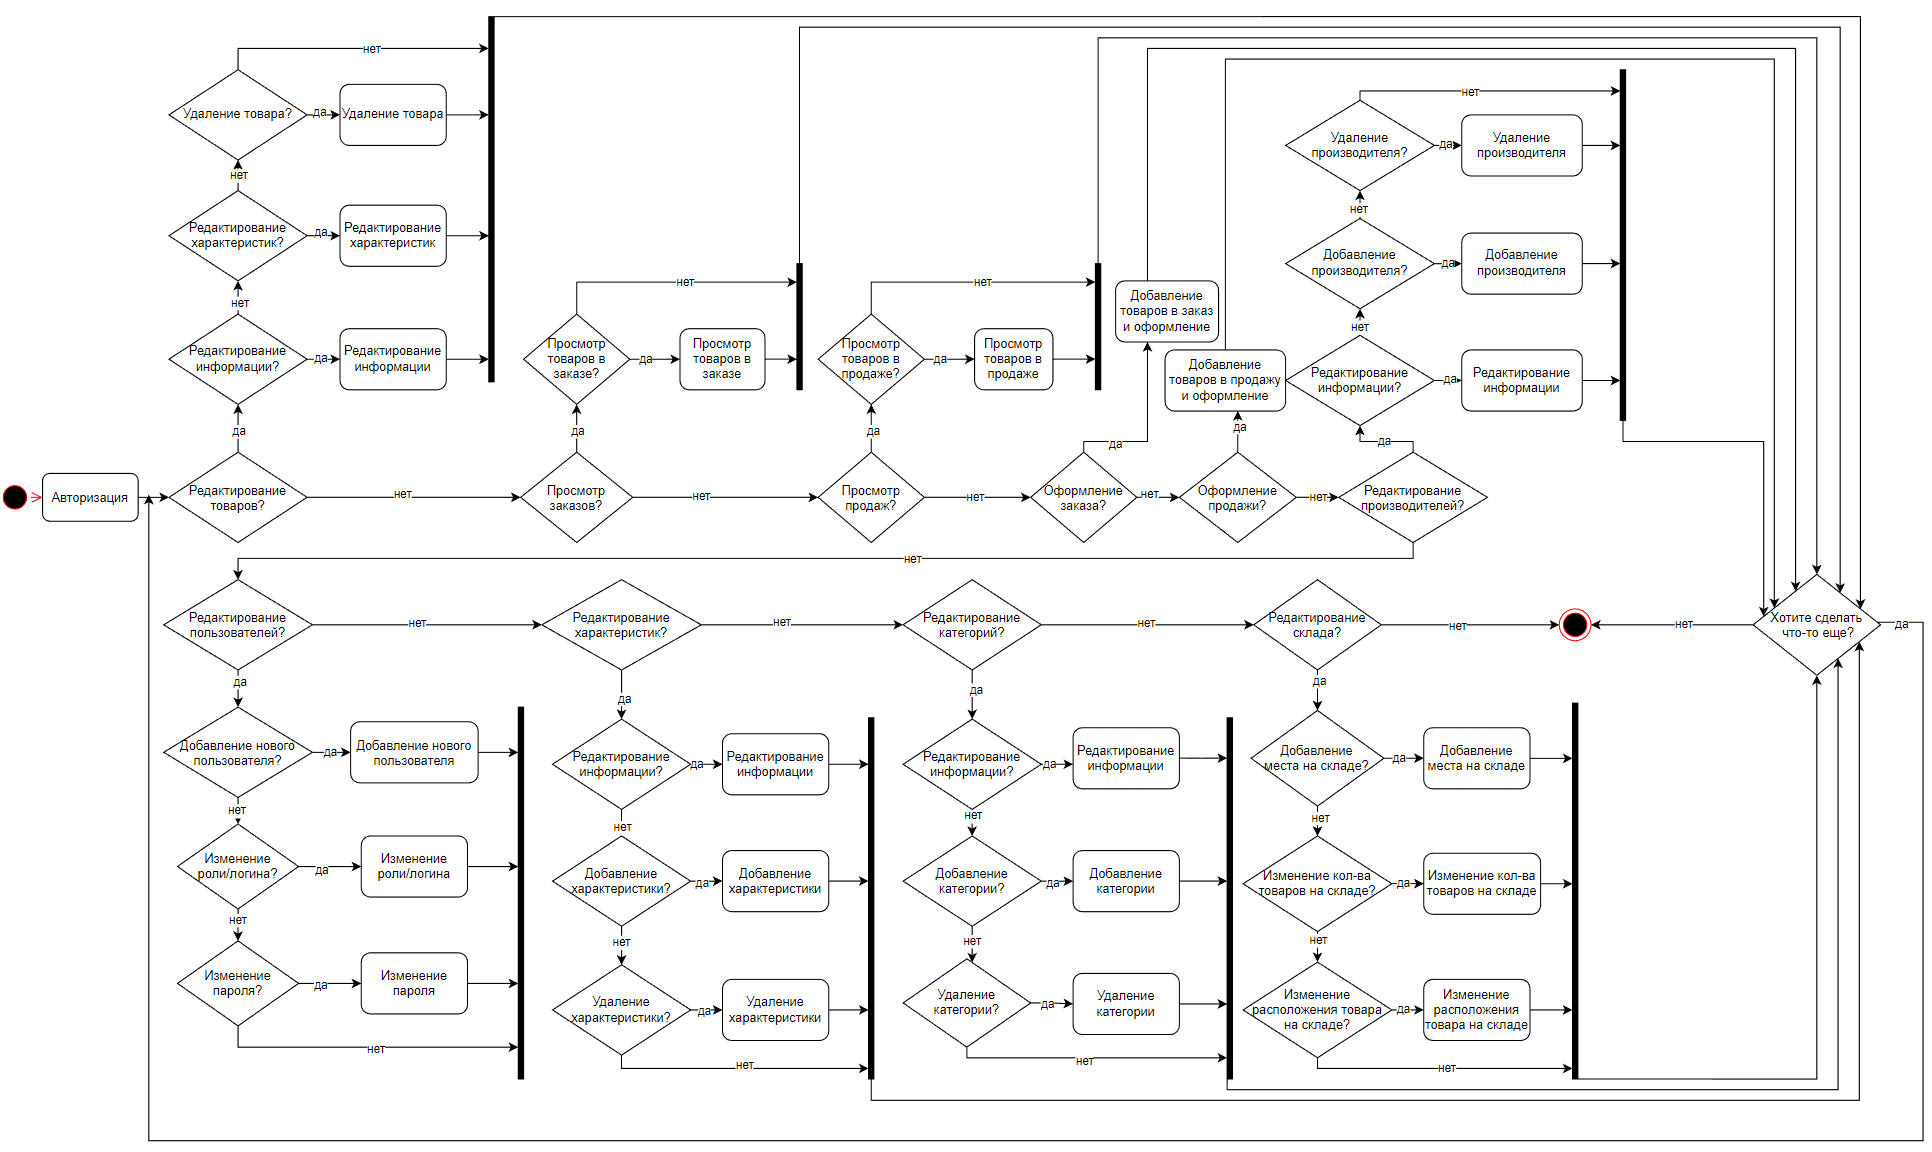 нет
Удаление товара?
да
Удаление товара
нет
Редактирование
характеристик?
да
Редактирование
характеристик
нет
Редактирование
информации?
да
Редактирование
информации
да
нет
Просмотр
товаров в
заказе?
да
Просмотр
товаров в
заказе
да
нет
Просмотр
товаров в
продаже?
да
Просмотр
товаров в
продаже
да
Добавление
товаров в заказ
и оформление
да
Добавление
товаров в продажу
и оформление
да
нет
Удаление
производителя?
да
Удаление
производителя
нет
Добавление
производителя?
да
Добавление
производителя
нет
Редактирование
информации?
да
Редактирование
информации
да
Авторизация
Редактирование
товаров?
нет
Просмотр
заказов?
нет
Просмотр
продаж?
нет
Оформление
заказа?
нет
Оформление
продажи?
нет
Редактирование
производителей?
нет
Редактирование
пользователей?
нет
Редактирование
характеристик?
нет
Редактирование
категорий?
нет
Редактирование
склада?
нет
нет
Хотите сделать
что-то еще?
да
да
Добавление нового
пользователя?
да
Добавление нового
пользователя
нет
Изменение
роли/логина?
да
Изменение
роли/логина
нет
Изменение
пароля?
да
Изменение
пароля
нет
да
Редактирование
информации?
да
Редактирование
информации
нет
Добавление
характеристики?
да
Добавление
характеристики
нет
Удаление
характеристики?
да
Удаление
характеристики
нет
да
Редактирование
информации?
да
Редактирование
информации
нет
Добавление
категории?
да
Добавление
категории
нет
Удаление
категории?
да
Удаление
категории
нет
да
Добавление
места на складе?
да
Добавление
места на складе
нет
Изменение кол-ва
товаров на складе?
да
Изменение кол-ва
товаров на складе
нет
Изменение
расположения товара
на складе?
да
Изменение
расположения
товара на складе
нет